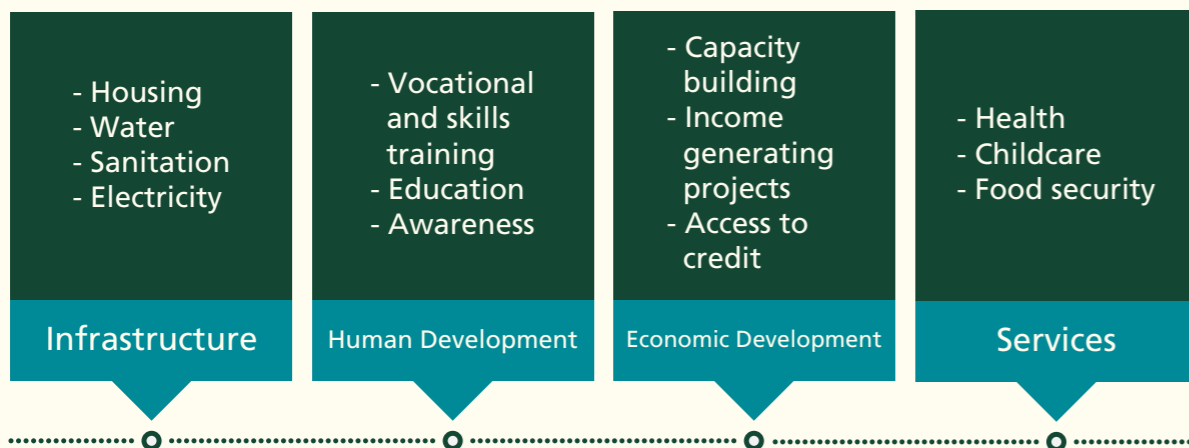 - Housing
- Water
- Sanitation
- Electricity
Infrastructure
- Vocational
and skills
training
- Education
- Awareness
Human Development
- Capacity
building
- Income
generating
projects
- Access to
credit
Economic Development
- Health
- Childcare
- Food security
Services